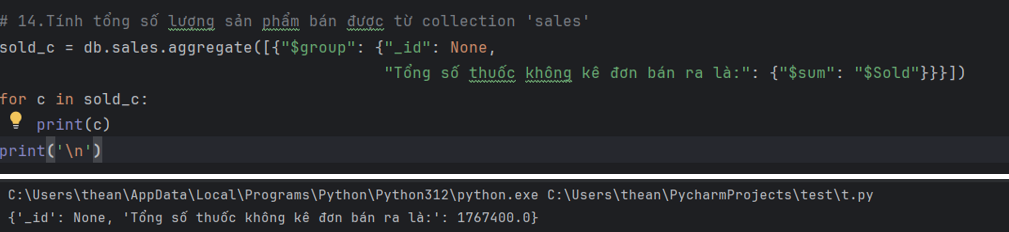 # 14.Tính tổng số lượng sản phẩm bán được từ collection 'sales'
sold_c = db.sales.aggregate([{"$group": {"_id": None,
"Tổng số thuốc không kê đơn bán ra là:": {"$sum": "$Sold"}}}])
for c in sold_c:
print(c)
print('\n')
C:\Users\thean\AppData\Local\Programs\Python\Python312\python.exe C:\Users\thean\PycharmProjects\test\t.py
{'_id': None, 'Tổng số thuốc không kê đơn bán ra là:': 1767400.0}